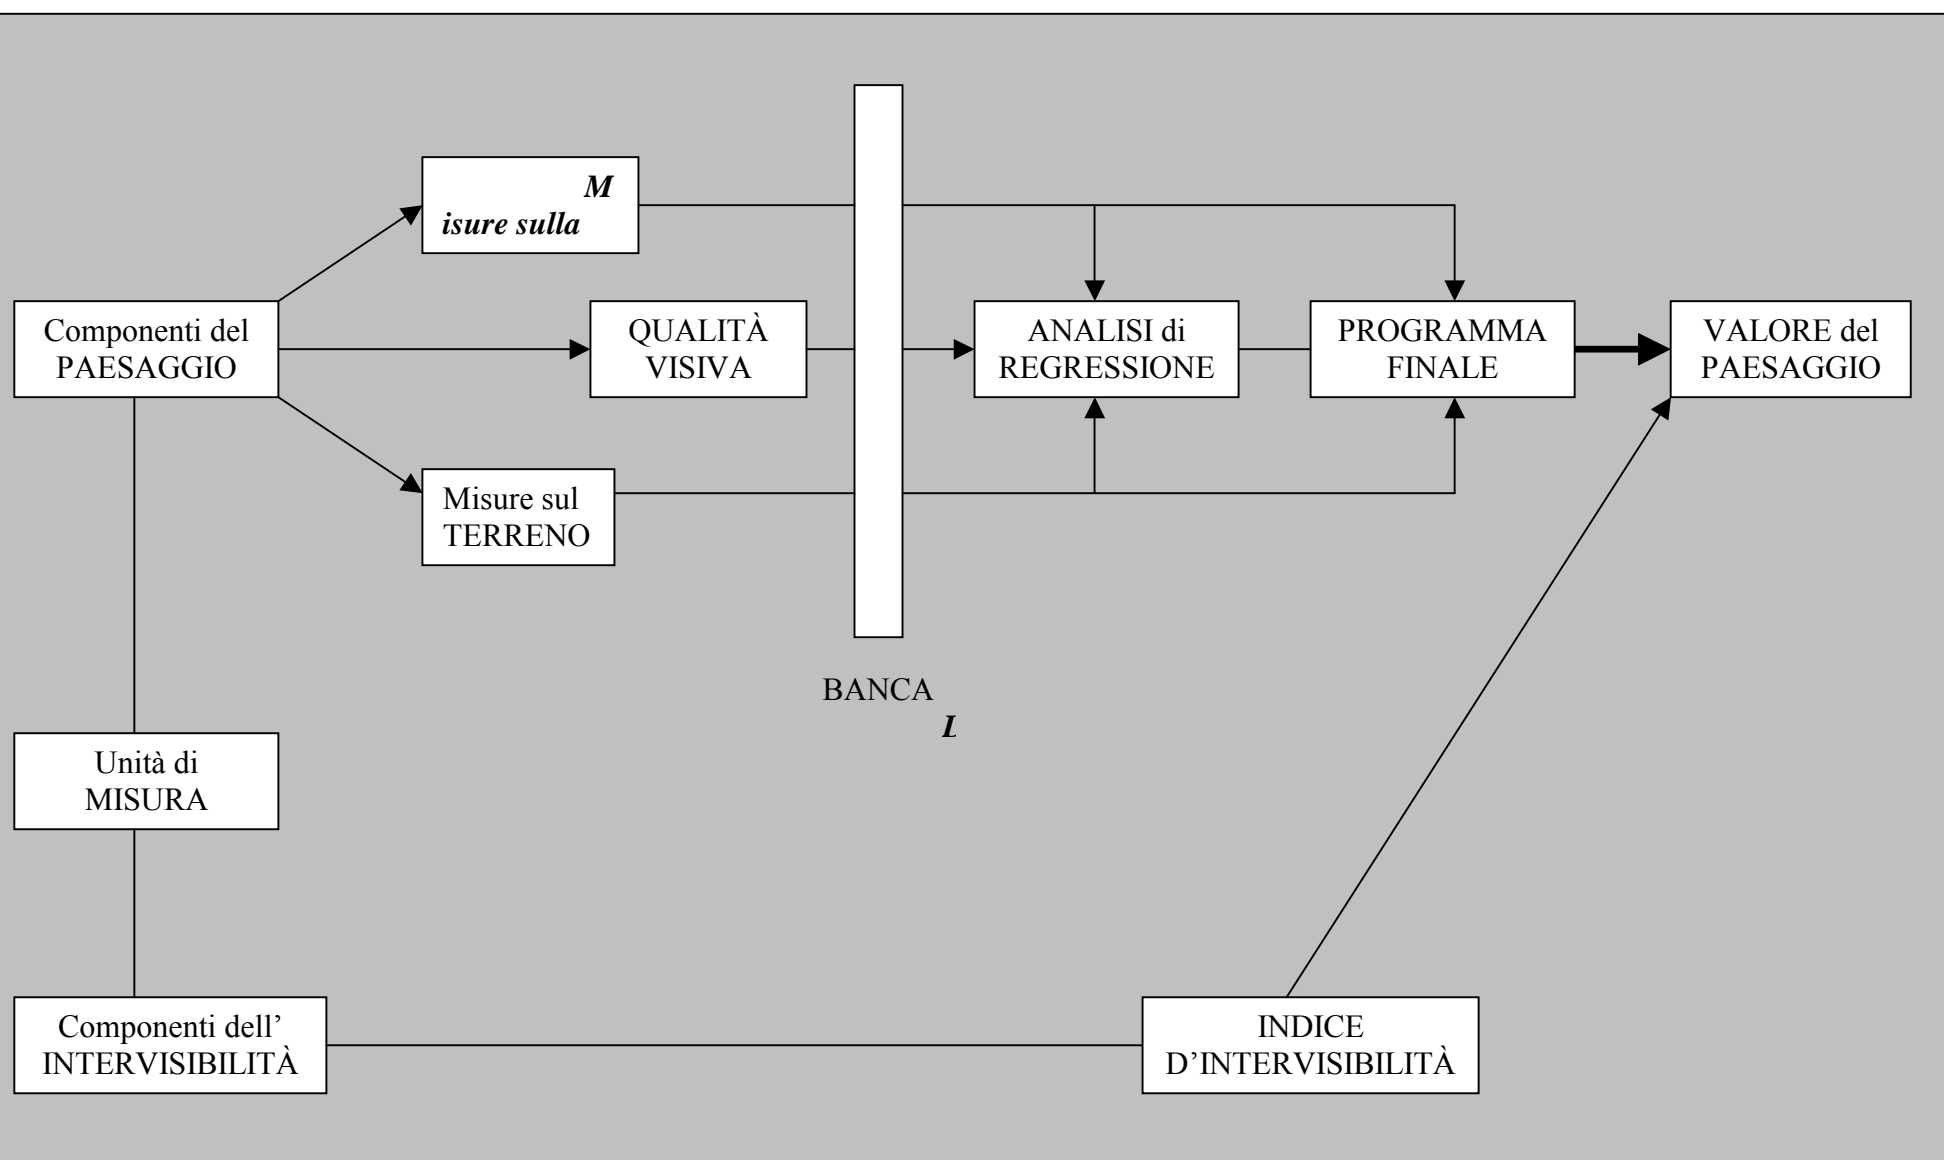 M
isure sulla
Componenti del
PAESAGGIO
QUALITÀ
VISIVA
ANALISI di
REGRESSIONE
PROGRAMMA
FINALE
VALORE del
PAESAGGIO
Misure sul
TERRENO
BANCA
Unità di
MISURA
Componenti dell’
INTERVISIBILITÀ
INDICE
D’INTERVISIBILITÀ